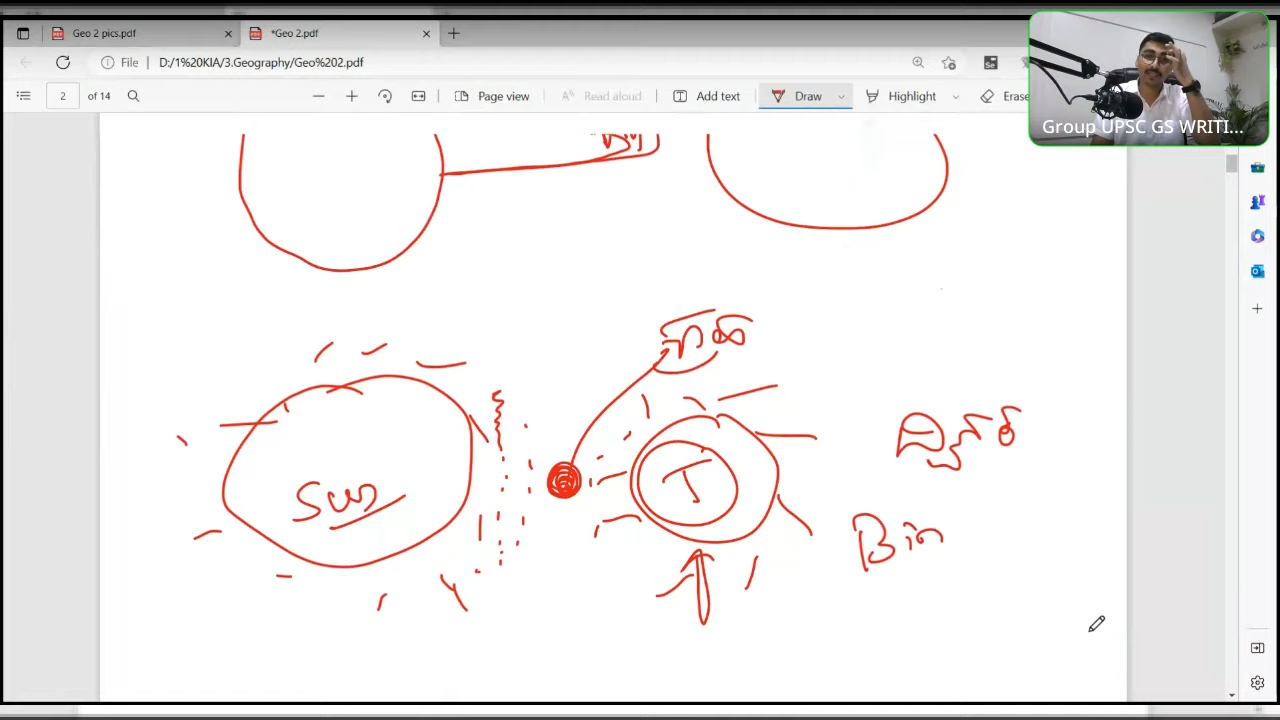 Geo 2 pics.pdf
*Geo 2.pdf
File
D:/1%20KIA/3.Geography/Geo%202.pdf
2
of 14
Page view
Read aloud
Add text
Draw
Highlight
Erase
Group UPSC GS WRITI...
ಗ್ರಹ
Sun
J
Bin